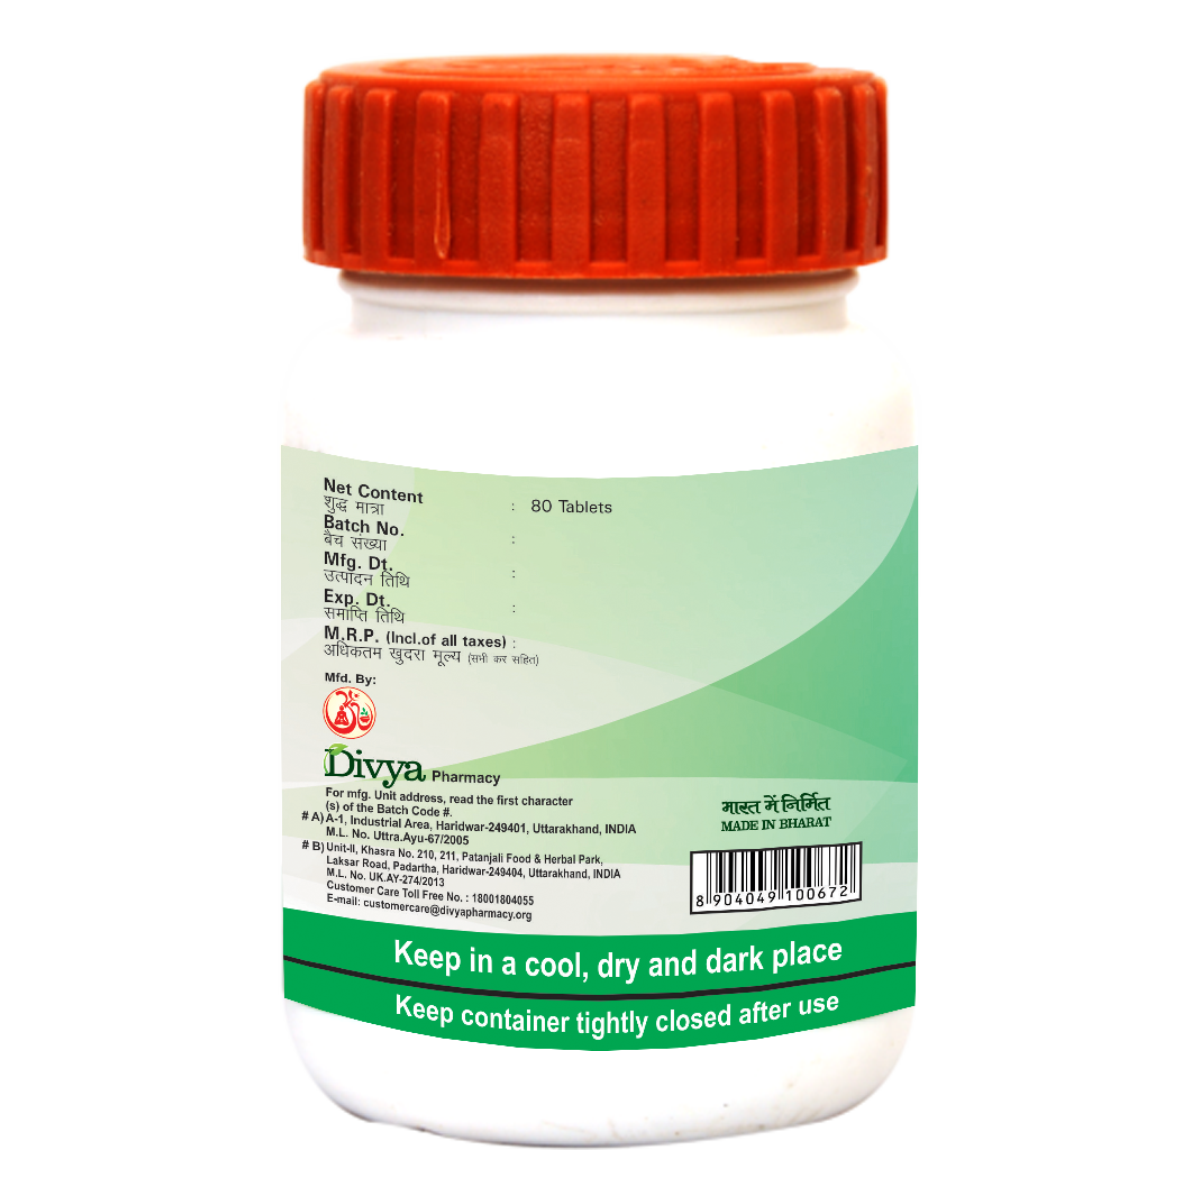 Net Content
शुद्ध मात्रा
: 80 Tablets
Batch No.
बैच संख्या
:
Mfg. Dt.
उत्पादन तिथि
:
Exp. Dt.
समाप्ति तिथि
:
M.R.P. (Incl.of all taxes) :
अधिकतम खुदरा मूल्य (सभी कर सहित)
Mfd. By:
Divya Pharmacy
For mfg. Unit address, read the first character
(s) of the Batch Code #.
# A) A-1, Industrial Area, Haridwar-249401, Uttarakhand, INDIA
M.L. No. Uttra.Ayu-67/2005
# B) Unit-II, Khasra No. 210, 211, Patanjali Food & Herbal Park,
Laksar Road, Padartha, Haridwar-249404, Uttarakhand, INDIA
M.L. No. UK.AY-274/2013
Customer Care Toll Free No. : 18001804055
E-mail: customercare@divyapharmacy.org
भारत में निर्मित
MADE IN BHARAT
8 904049 100672
Keep in a cool, dry and dark place
Keep container tightly closed after use